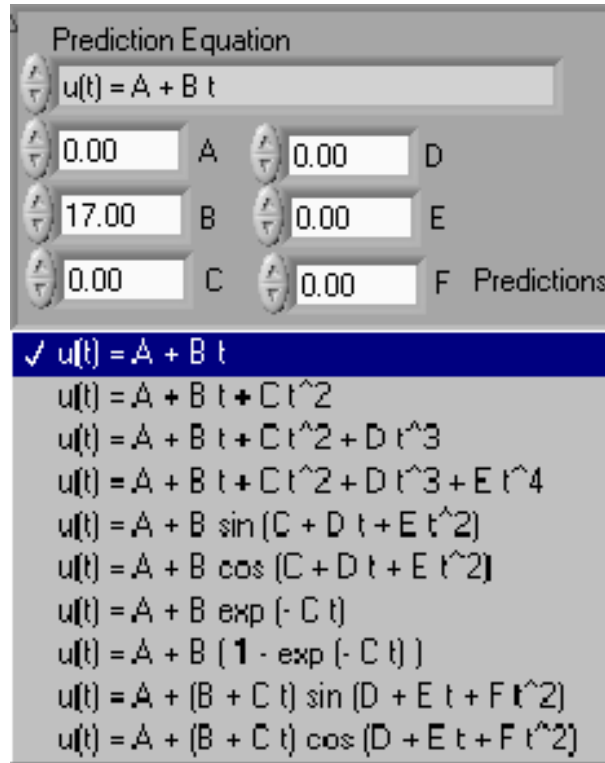 Prediction Equation
u(t) = A + B t
0.00 A 0.00 D
17.00 B 0.00 E
0.00 C 0.00 F Predictions
✓ u(t) = A + B t
u(t) = A + B t + C t^2
u(t) = A + B t + C t^2 + D t^3
u(t) = A + B t + C t^2 + D t^3 + E t^4
u(t) = A + B sin (C + D t + E t^2)
u(t) = A + B cos (C + D t + E t^2)
u(t) = A + B exp (- C t)
u(t) = A + B ( 1 - exp (- C t) )
u(t) = A + (B + C t) sin (D + E t + F t^2)
u(t) = A + (B + C t) cos (D + E t + F t^2)